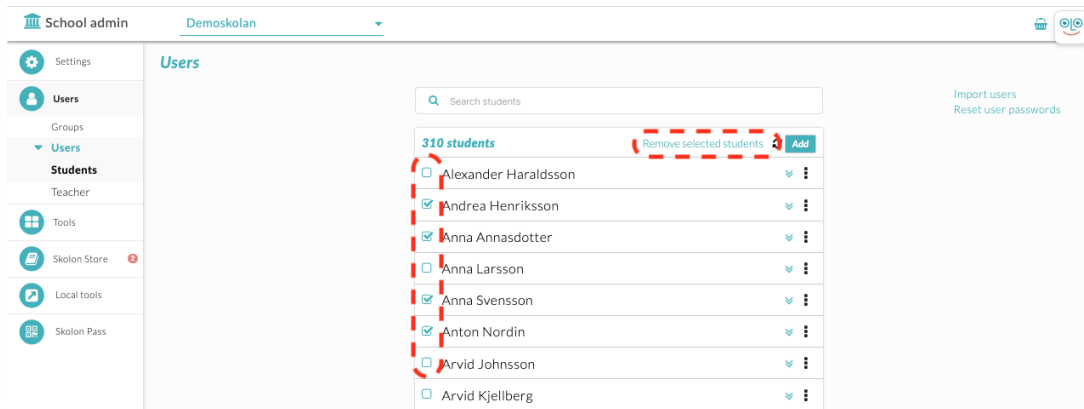 School admin
Demoskolan
Settings
Users
Groups
Users
Students
Teacher
Tools
Skolon Store 2
Local tools
Skolon Pass
Users
Search students
Import users
Reset user passwords
310 students Remove selected students Add
Alexander Haraldsson
Andrea Henriksson
Anna Annasdotter
Anna Larsson
Anna Svensson
Anton Nordin
Arvid Johnsson
Arvid Kjellberg